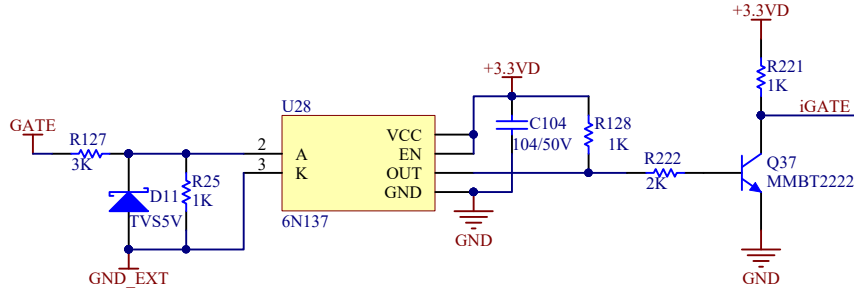 +3.3VD
R221
1K
+3.3VD
iGATE
U28
GATE
R127
3K
2
3
A
K
VCC
EN
OUT
GND
C104
104/50V
R128
1K
R222
2K
Q37
MMBT2222
D11
TVS5V
R25
1K
6N137
GND
GND_EXT
GND